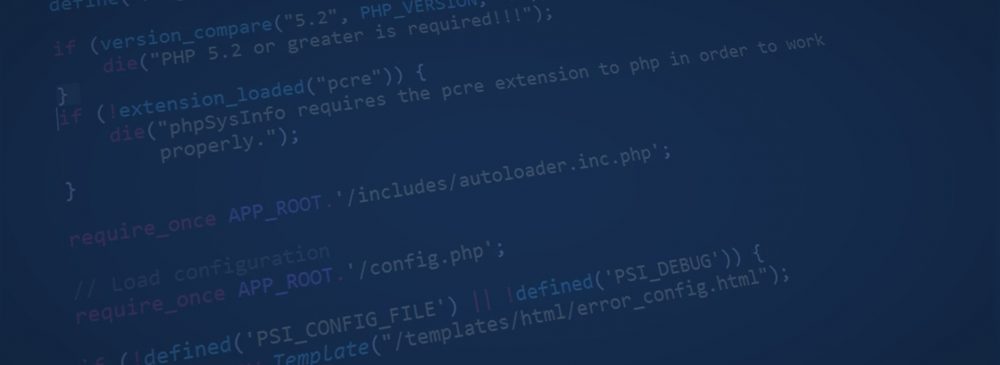 define(
if (version_compare("5.2", PHP_VERSION,
die("PHP 5.2 or greater is required!!!");
}
if (!extension_loaded("pcre")) {
die("phpSysInfo requires the pcre extension to php in order to work
properly.");
}
require_once APP_ROOT.'/includes/autoloader.inc.php';
// Load configuration
require_once APP_ROOT.'/config.php';
if (!defined('PSI_CONFIG_FILE') || !defined('PSI_DEBUG')) {
Template("/templates/html/error_config.html");